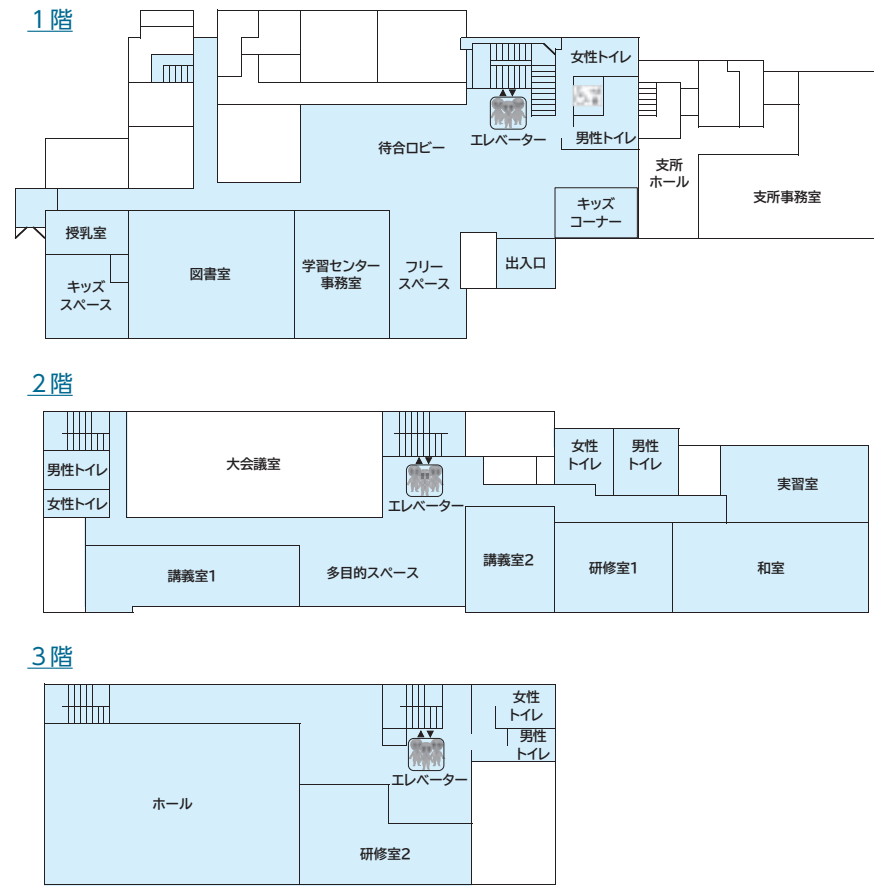 １階
女性トイレ
エレベーター
男性トイレ
待合ロビー
支所
ホール
支所事務室
キッズ
コーナー
授乳室
図書室
学習センター
事務室
フリー
スペース
出入口
キッズ
スペース
２階
男性トイレ
女性トイレ
大会議室
エレベーター
女性
トイレ
男性
トイレ
実習室
講義室1
多目的スペース
講義室2
研修室1
和室
３階
女性
トイレ
男性
トイレ
エレベーター
ホール
研修室2